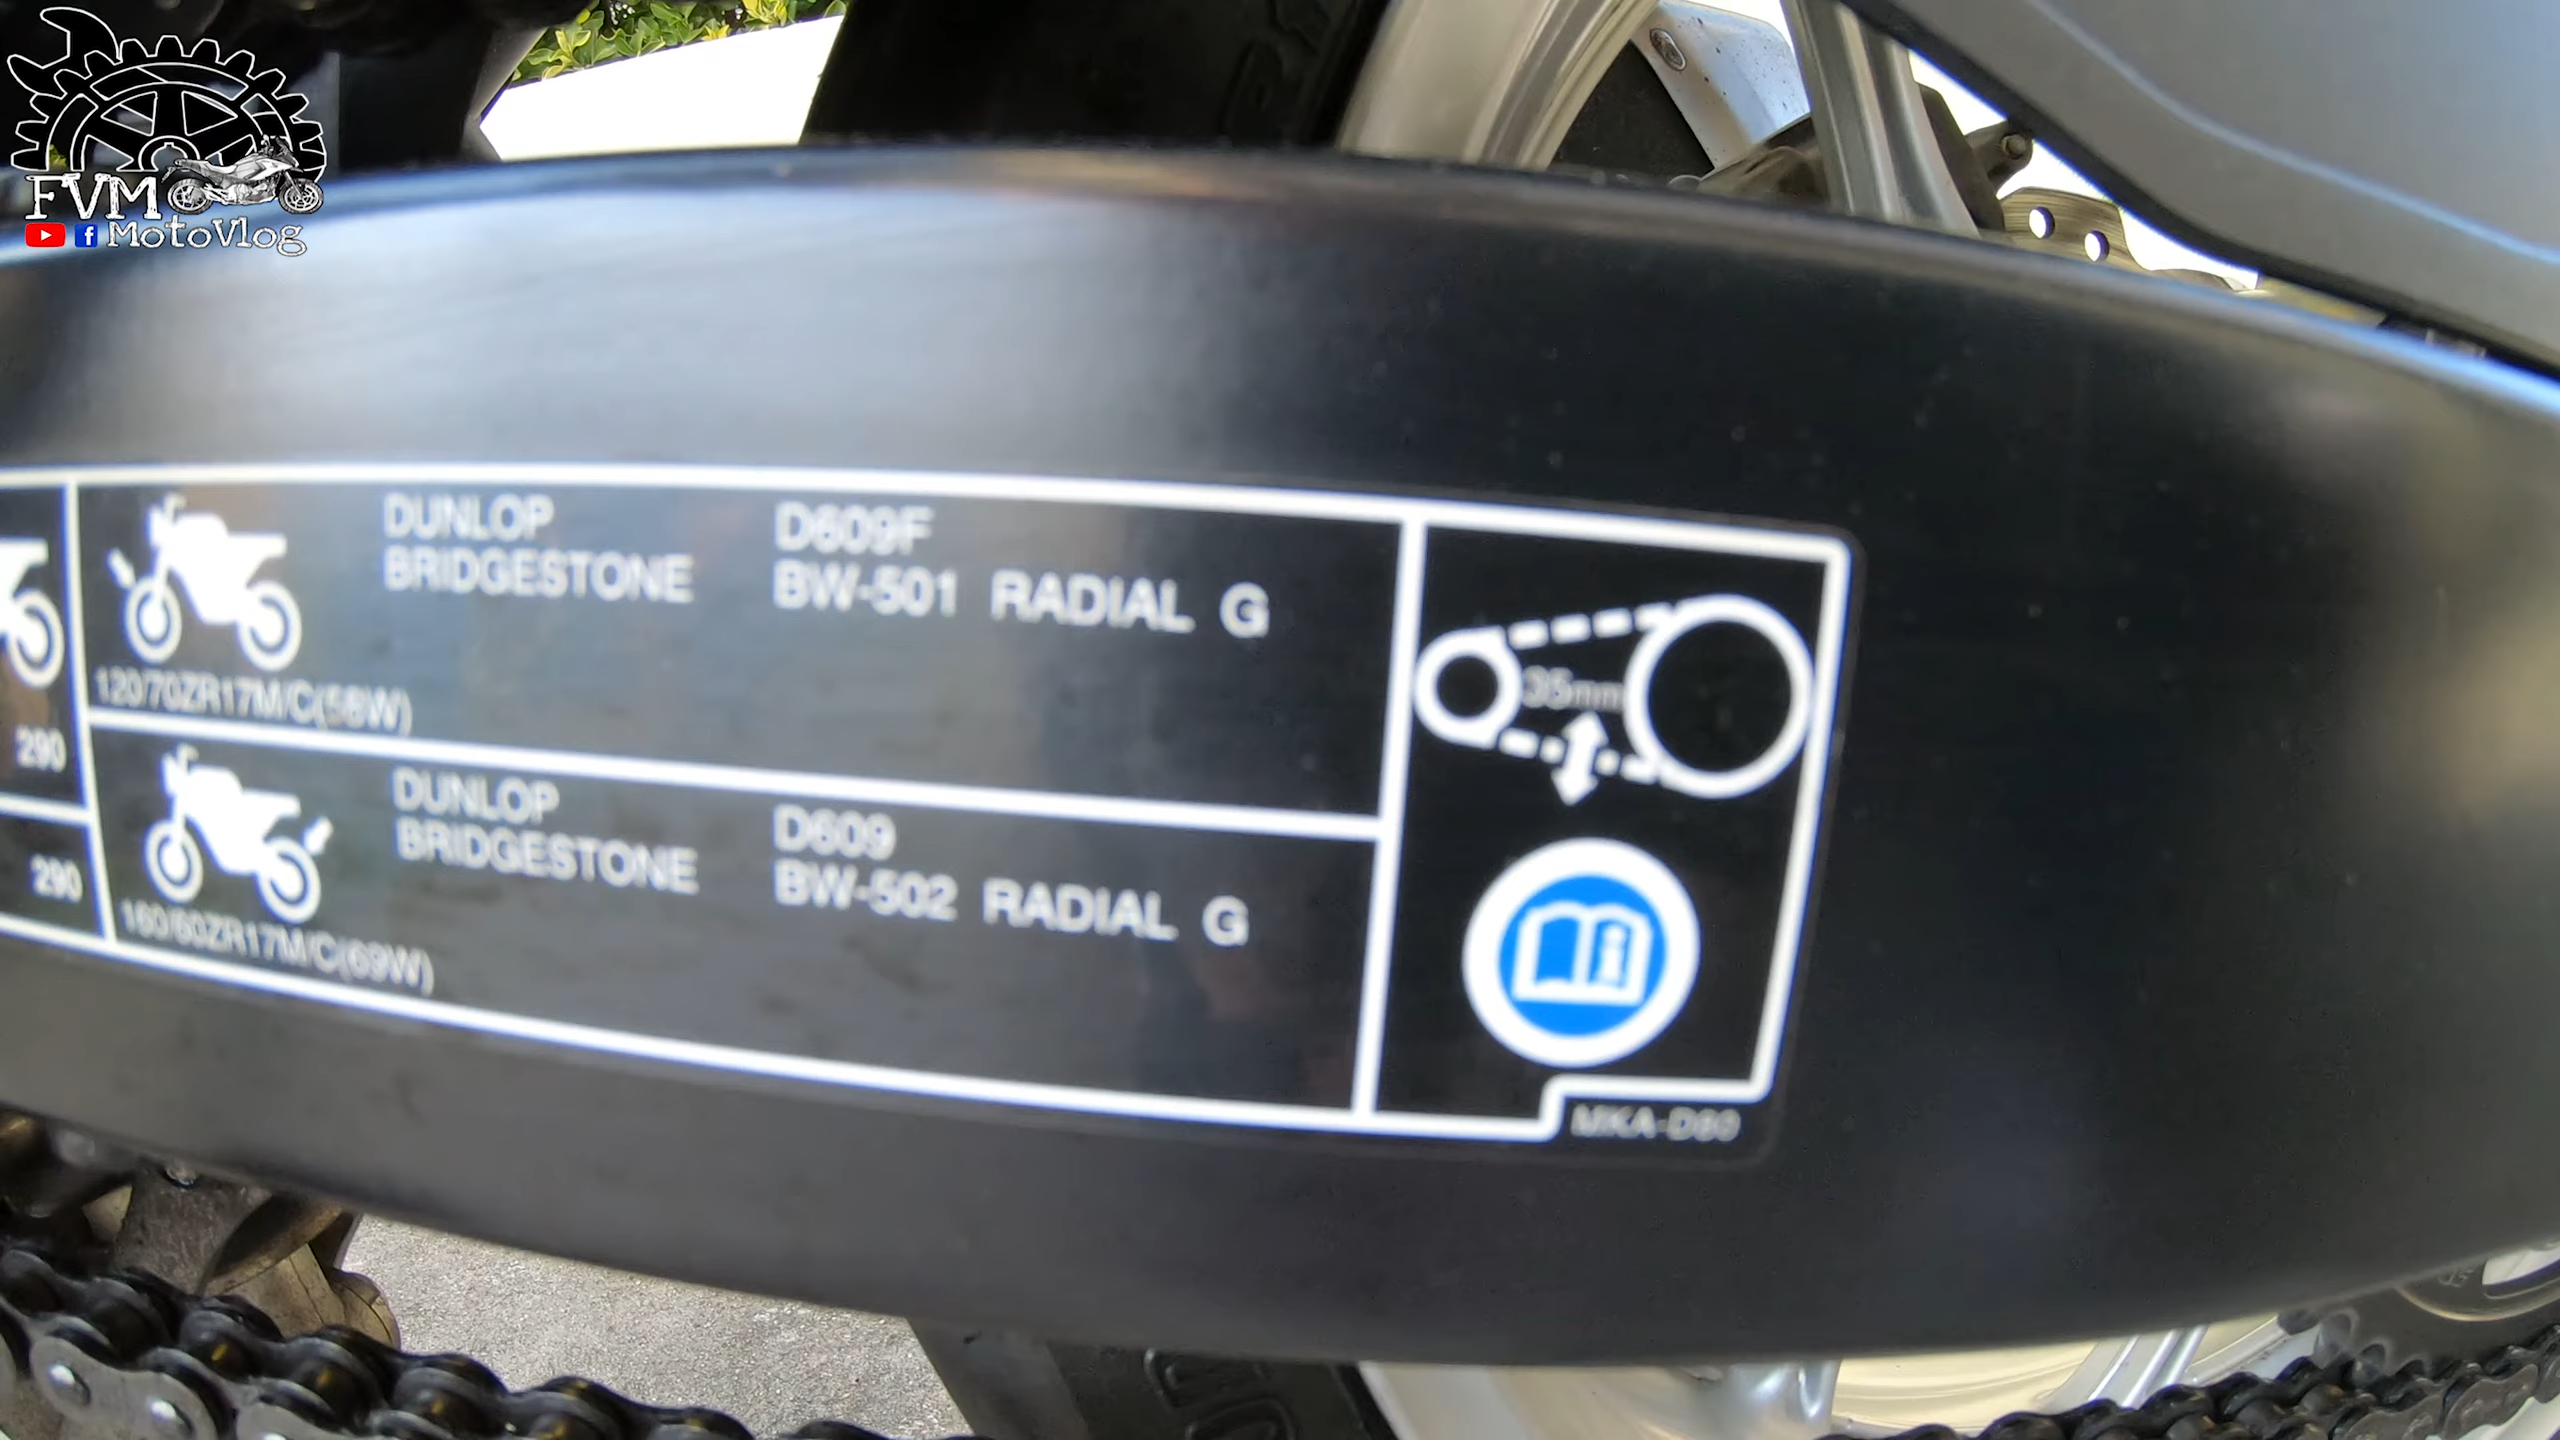 FVM
MotoVlog
DUNLOP D609F
BRIDGESTONE BW-501 RADIAL G
120/70ZR17M/C(58W)
290
35mm
DUNLOP D609
BRIDGESTONE BW-502 RADIAL G
290
160/60ZR17M/C(69W)
MKA-D80